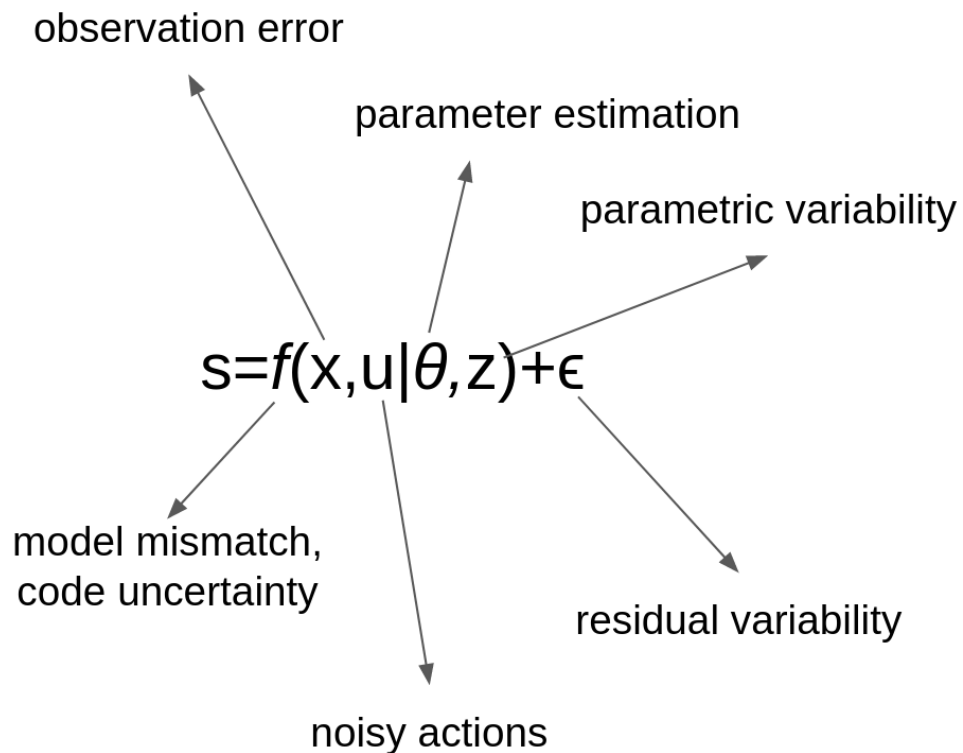 observation error
parameter estimation
parametric variability
s=f(x,u|θ,z)+ϵ
model mismatch,
code uncertainty
residual variability
noisy actions